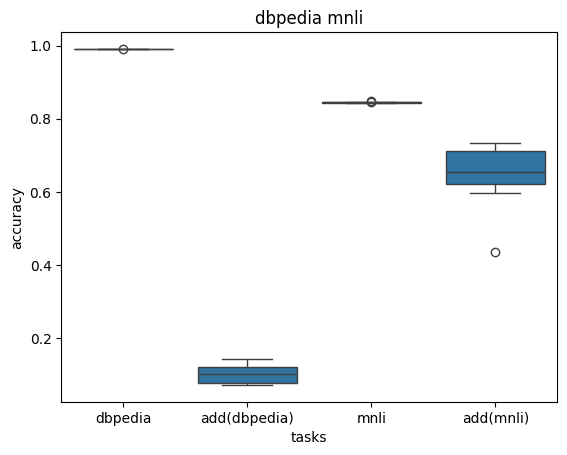 dbpedia mnli
accuracy
1.0
0.8
0.6
0.4
0.2
dbpedia add(dbpedia) mnli add(mnli)
tasks